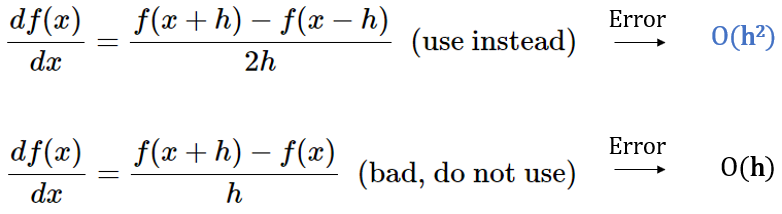 df(x)/dx = f(x + h) − f(x − h)/2h (use instead) Error → O(h²)
df(x)/dx = f(x + h) − f(x)/h (bad, do not use) Error → O(h)